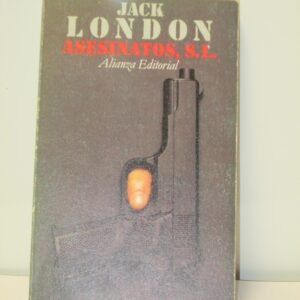 JACK
LONDON
ASESINATOS, S.L.
Alianza Editorial